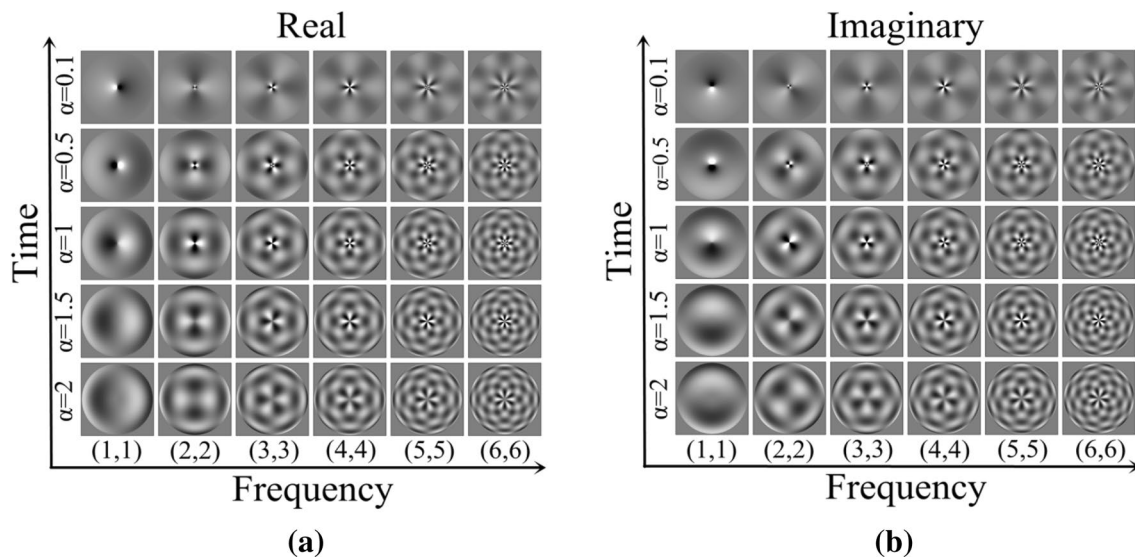 Real
Time
α=0.1
α=0.5
α=1
α=1.5
α=2
(1,1) (2,2) (3,3) (4,4) (5,5) (6,6)
Frequency
(a)
Imaginary
Time
α=0.1
α=0.5
α=1
α=1.5
α=2
(1,1) (2,2) (3,3) (4,4) (5,5) (6,6)
Frequency
(b)